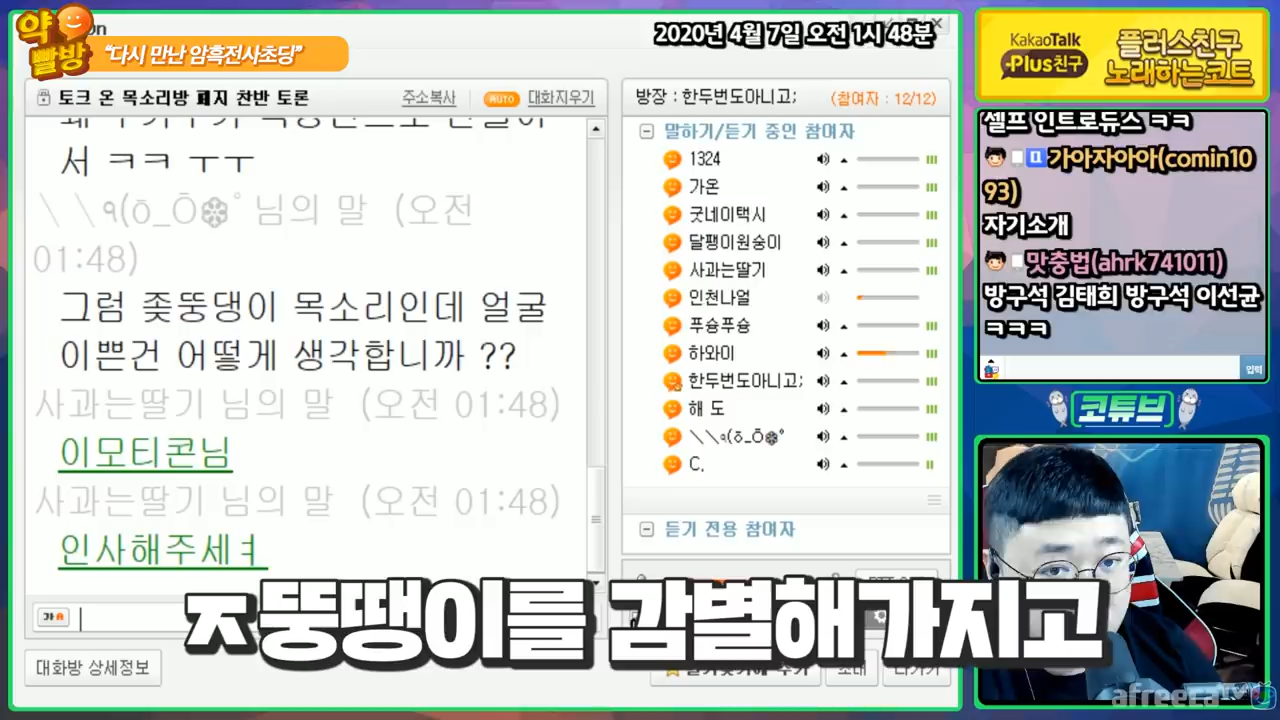 약빨방
"다시 만난 암흑전사초딩"
2020년 4월 7일 오전 1시 48분
토크 온 목소리방 폐지 찬반 토론
주소복사
AUTO
대화지우기
서 ㅋㅋ ㅜㅜ
님의 말 (오전
01:48)
그럼 좆뚱댕이 목소리인데 얼굴
이쁜건 어떻게 생각합니까 ??
사과는딸기 님의 말 (오전 01:48)
이모티콘님
사과는딸기 님의 말 (오전 01:48)
인사해주세ㅕ
가
대화방 상세정보
방장 : 한두번도아니고;
(참여자 : 12/12)
말하기/듣기 중인 참여자
1324
가온
굿네이택시
달팽이원숭이
사과는딸기
인천나얼
푸슝푸슝
하와이
한두번도아니고;
해 도
\\٩(ō_Ō❆˚
C.
듣기 전용 참여자
ㅈ뚱땡이를 감별해가지고
KakaoTalk
Plus친구
플러스친구
노래하는코트
셀프 인트로듀스 ㅋㅋ
가아자아아(comin10
93)
자기소개
맛충법(ahrk741011)
방구석 김태희 방구석 이선균
ㅋㅋㅋ
입력
코튜브
afreecaTV